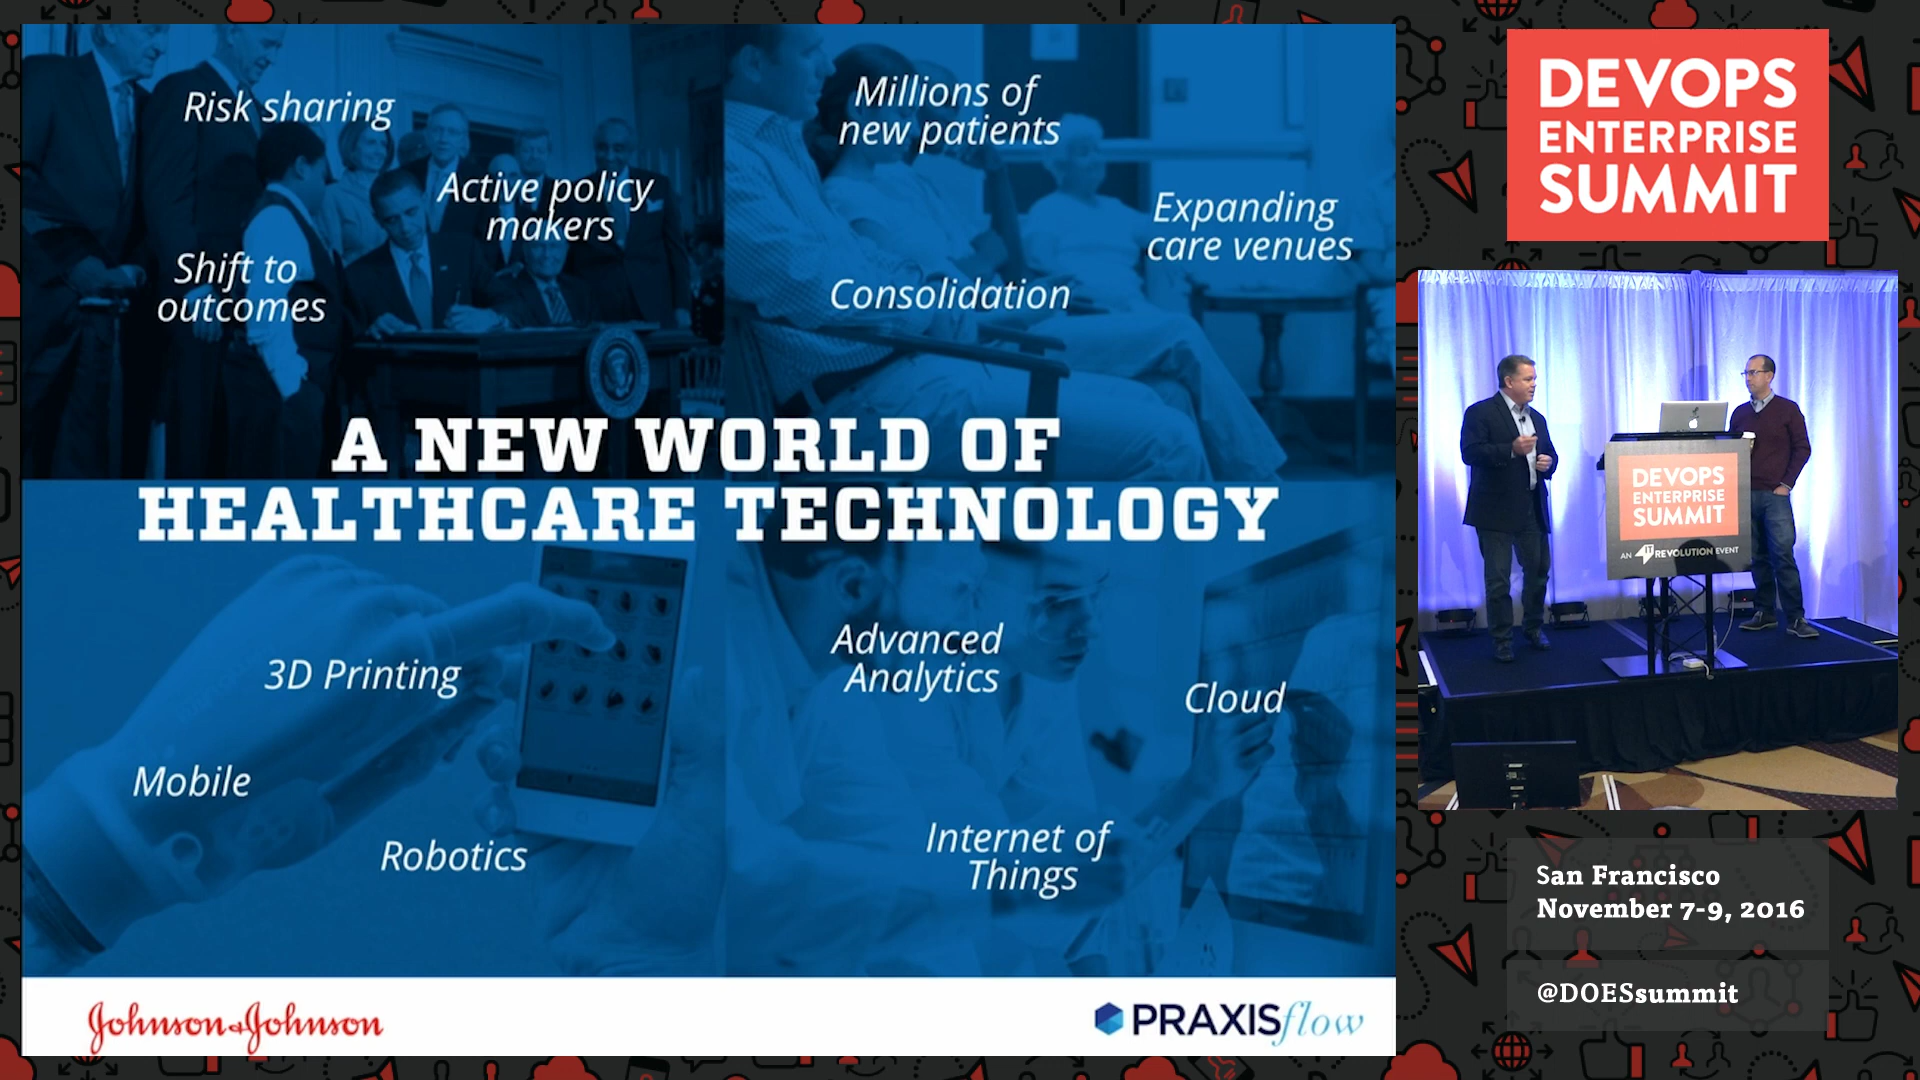 Risk sharing
Active policy
makers
Shift to
outcomes
Millions of
new patients
Expanding
care venues
Consolidation
A NEW WORLD OF
HEALTHCARE TECHNOLOGY
3D Printing
Mobile
Robotics
Advanced
Analytics
Cloud
Internet of
Things
Johnson & Johnson
PRAXISflow
DEVOPS
ENTERPRISE
SUMMIT
DEVOPS
ENTERPRISE
SUMMIT
AN IT REVOLUTION EVENT
San Francisco
November 7-9, 2016
@DOESsummit